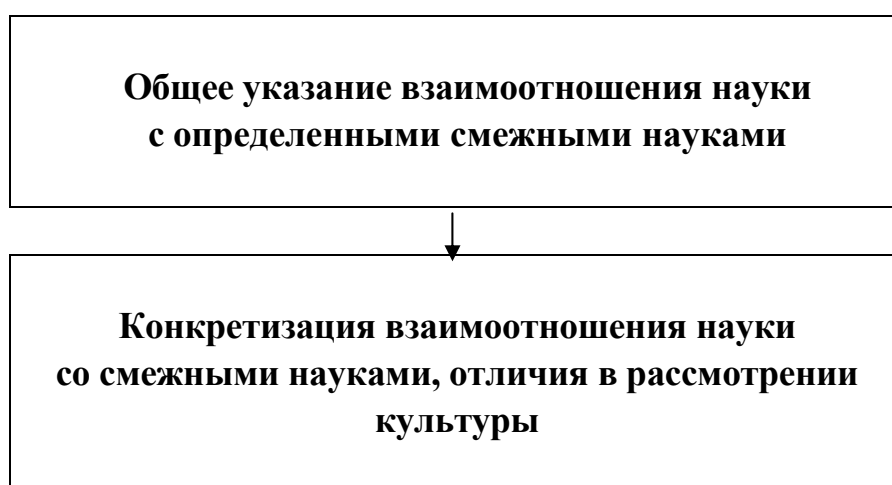 Общее указание взаимоотношения науки
с определенными смежными науками
Конкретизация взаимоотношения науки
со смежными науками, отличия в рассмотрении
культуры